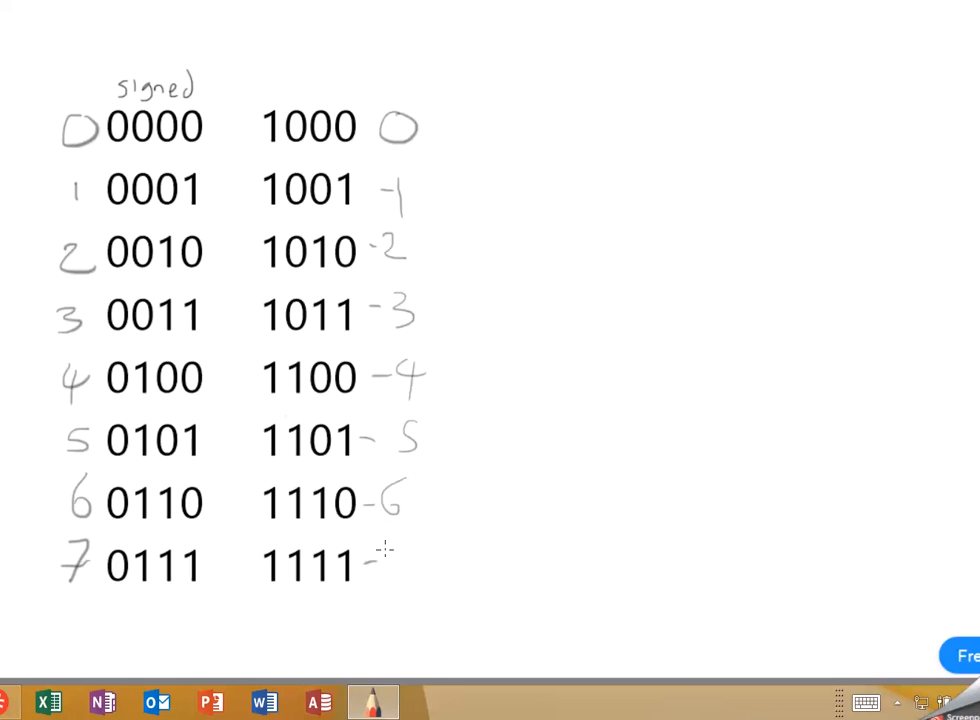 signed
0 0000 1000 0
1 0001 1001 -1
2 0010 1010 -2
3 0011 1011 -3
4 0100 1100 -4
5 0101 1101 - 5
6 0110 1110 -6
7 0111 1111 -
Fre